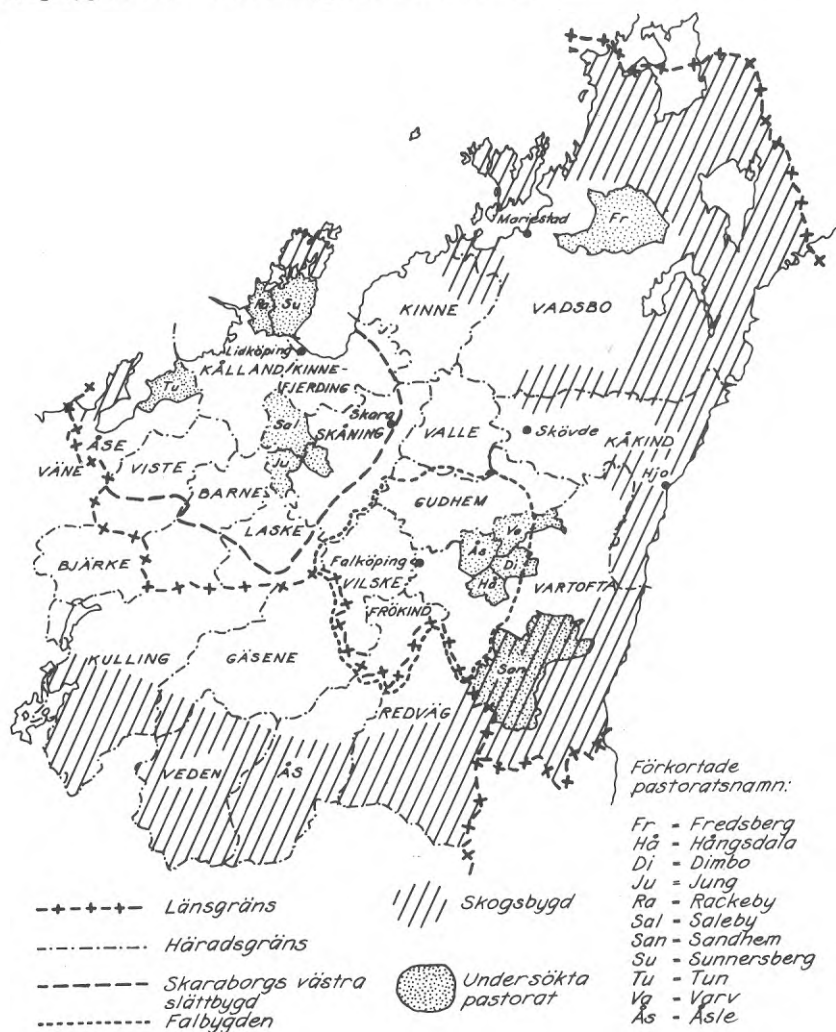 Mariestad
Fr
KINNE
VADSBO
Ra
Su
Lidköping
KÅLLAND/KINNE-
FJERDING
Tu
Sal
Skara
SKÅNING
VALLE
Skövde
KÅKIND
Hjo
ÅSE
VÄNE
VISTE
Ju
BARNE
LASKE
GUDHEM
Va
Ås
Di
Hå
VARTOFTA
BJÄRKE
Falköping
VILSKE
FRÖKIND
San
KULLING
GÄSENE
REDVÄG
VEDEN
ÅS
Förkortade
pastoratsnamn:
Fr - Fredsberg
Hå - Hångsdala
Di - Dimbo
Ju - Jung
Ra - Rackeby
Sal - Saleby
San - Sandhem
Su - Sunnersberg
Tu - Tun
Va - Varv
Ås - Åsle
Länsgräns
Häradsgräns
Skaraborgs västra
slättbygd
Falbygden
Skogsbygd
Undersökta
pastorat